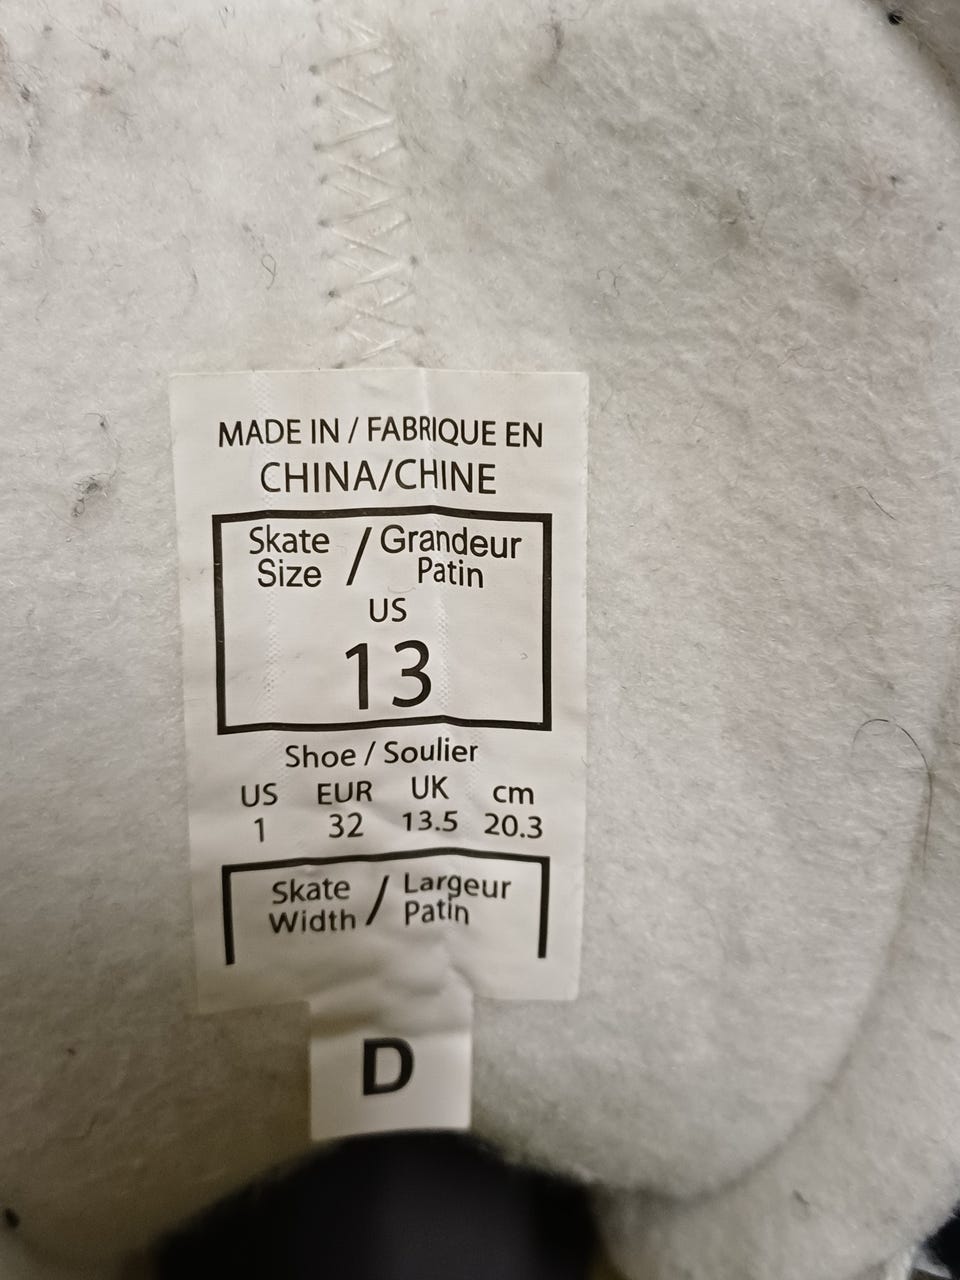 MADE IN / FABRIQUE EN
CHINA/CHINE
Skate Size / Grandeur Patin
US
13
Shoe / Soulier
US EUR UK cm
1 32 13.5 20.3
Skate Width / Largeur Patin
D